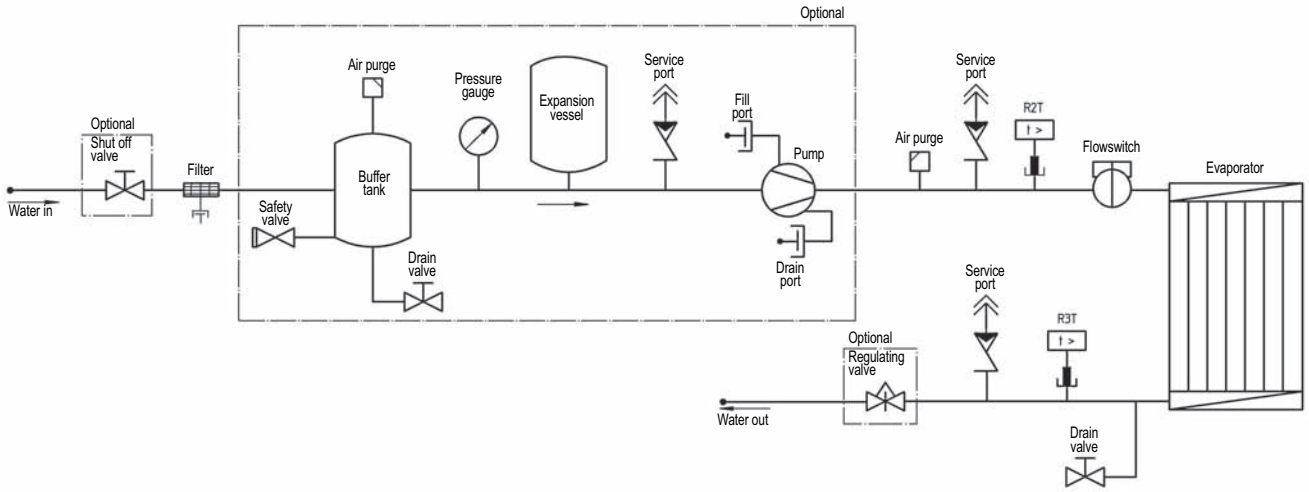 Optional
Air purge
Pressure
gauge
Expansion
vessel
Service
port
Fill
port
Pump
Optional
Shut off
valve
Filter
Water in
Buffer
tank
Safety
valve
Drain
valve
Drain
port
Air purge
Service
port
R2T
t >
Flowswitch
Evaporator
Service
port
R3T
t >
Optional
Regulating
valve
Water out
Drain
valve